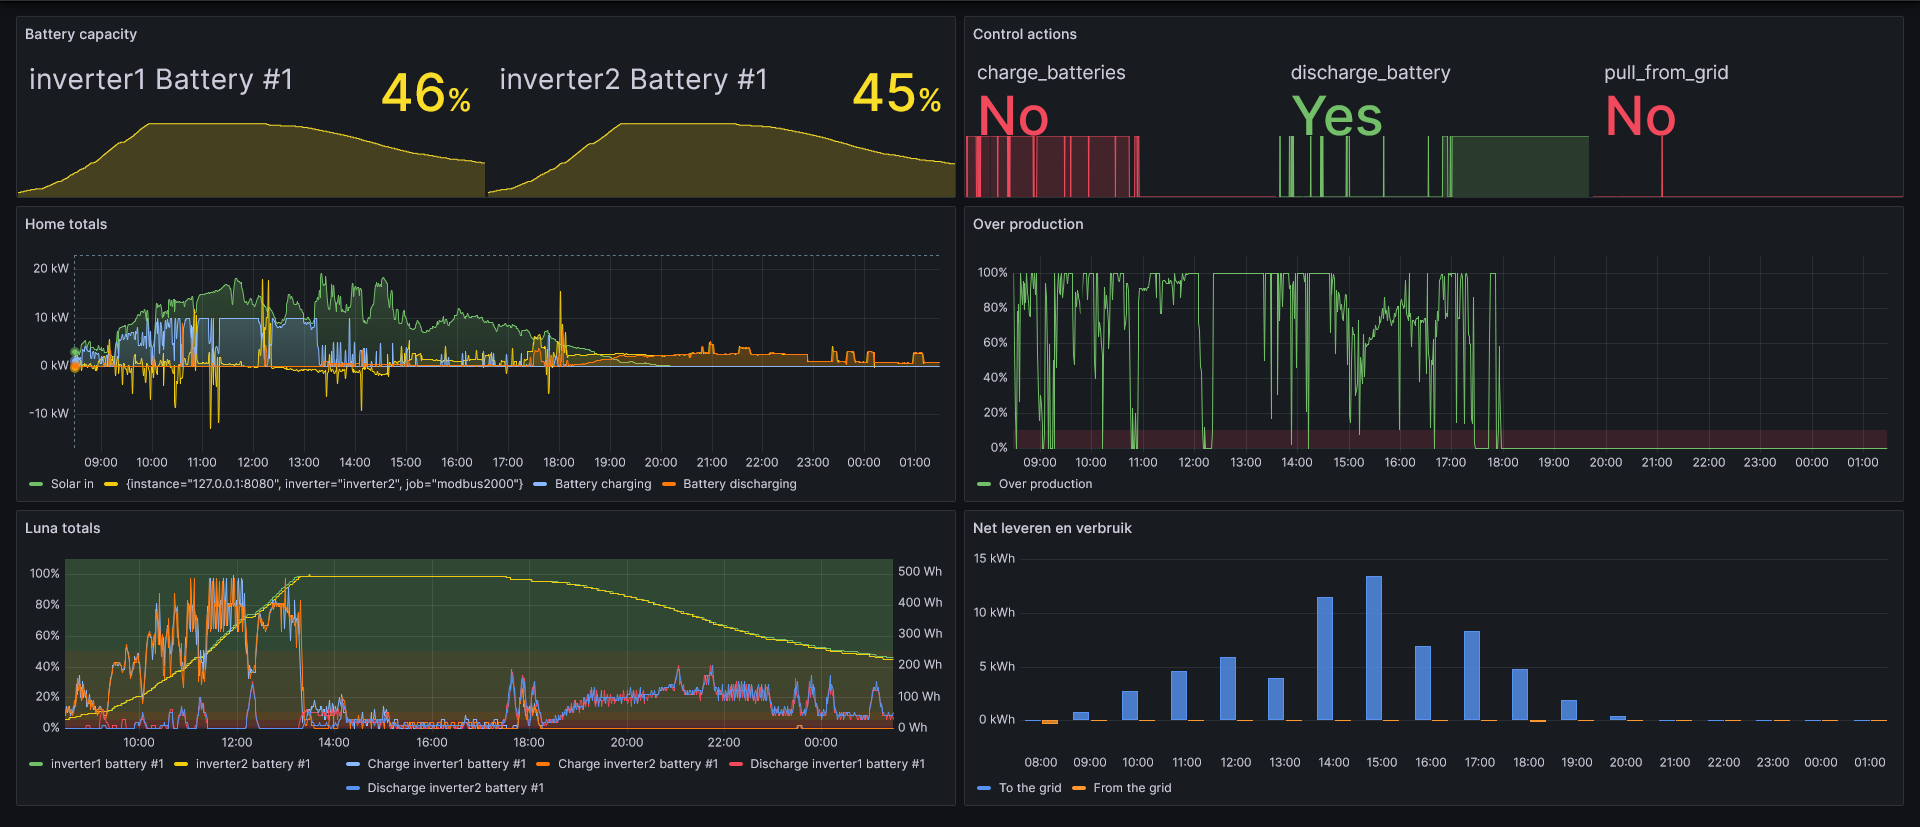 Battery capacity
inverter1 Battery #1
46%
inverter2 Battery #1
45%
Control actions
charge_batteries
No
discharge_battery
Yes
pull_from_grid
No
Home totals
20 kW
10 kW
0 kW
-10 kW
09:00 10:00 11:00 12:00 13:00 14:00 15:00 16:00 17:00 18:00 19:00 20:00 21:00 22:00 23:00 00:00 01:00
Solar in {instance="127.0.0.1:8080", inverter="inverter2", job="modbus2000"} Battery charging Battery discharging
Over production
100%
80%
60%
40%
20%
0%
09:00 10:00 11:00 12:00 13:00 14:00 15:00 16:00 17:00 18:00 19:00 20:00 21:00 22:00 23:00 00:00 01:00
Over production
Luna totals
100%
80%
60%
40%
20%
0%
500 Wh
400 Wh
300 Wh
200 Wh
100 Wh
0 Wh
10:00 12:00 14:00 16:00 18:00 20:00 22:00 00:00
inverter1 battery #1 inverter2 battery #1 Charge inverter1 battery #1 Charge inverter2 battery #1 Discharge inverter1 battery #1
Discharge inverter2 battery #1
Net leveren en verbruik
15 kWh
10 kWh
5 kWh
0 kWh
08:00 09:00 10:00 11:00 12:00 13:00 14:00 15:00 16:00 17:00 18:00 19:00 20:00 21:00 22:00 23:00 00:00 01:00
To the grid From the grid